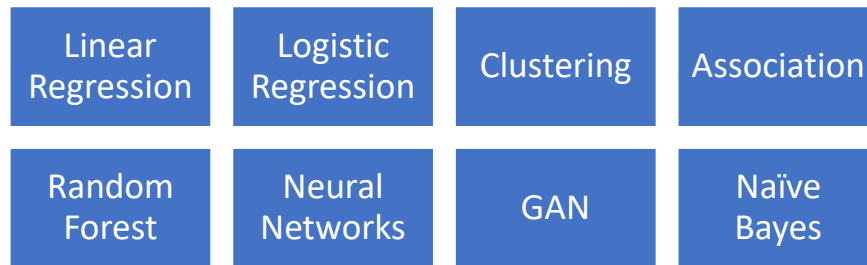 Linear
Regression
Logistic
Regression
Clustering
Association
Random
Forest
Neural
Networks
GAN
Naïve
Bayes